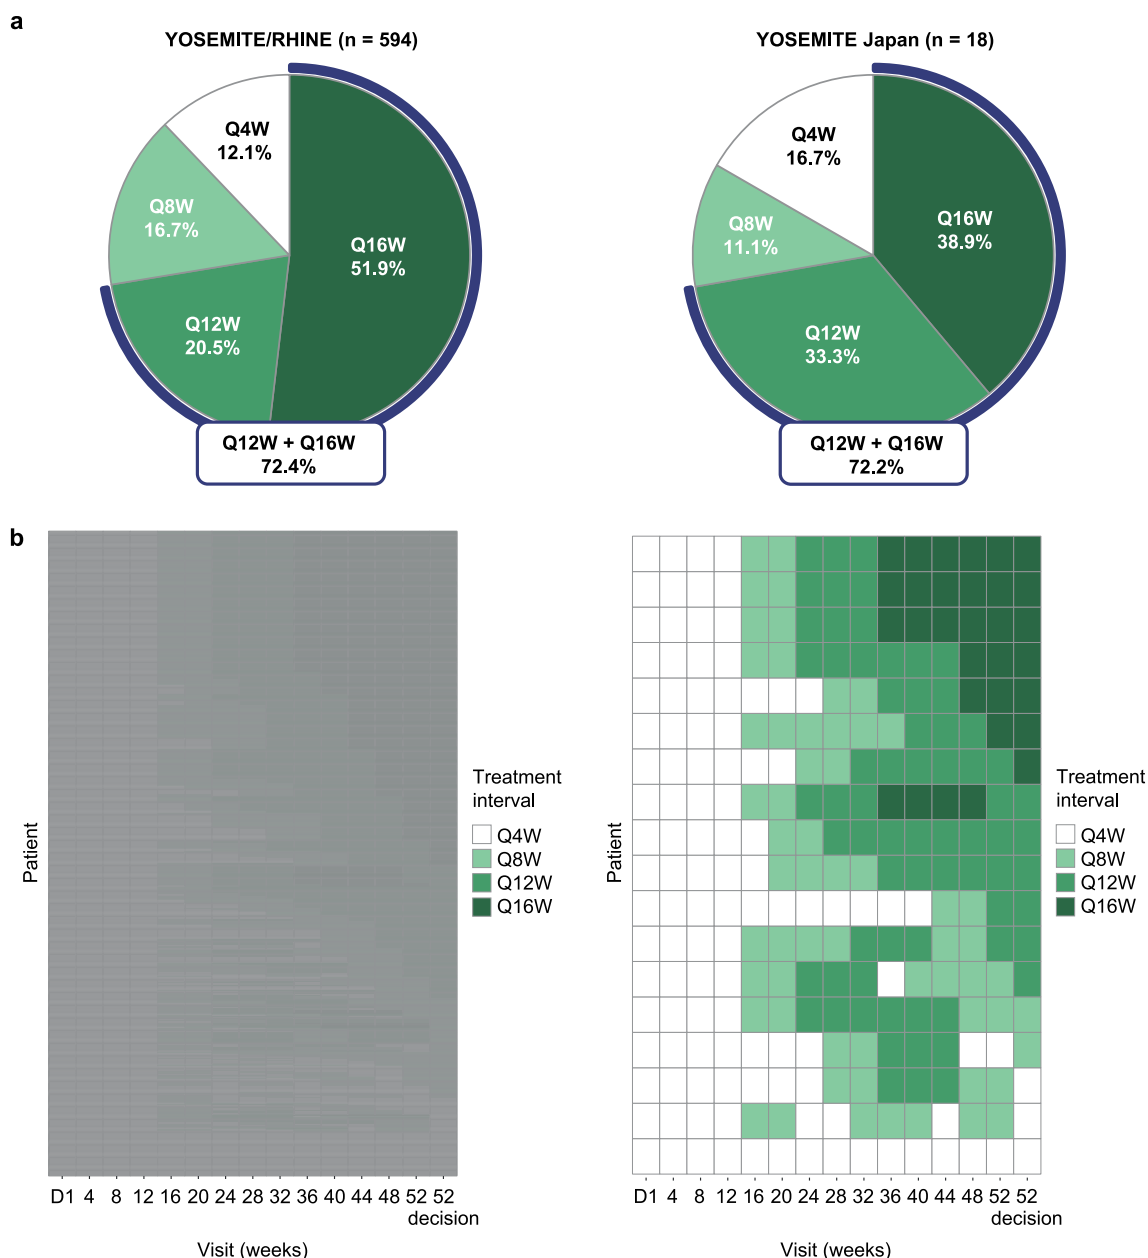 a
YOSEMITE/RHINE (n = 594)
Q4W
12.1%
Q8W
16.7%
Q16W
51.9%
Q12W
20.5%
Q12W + Q16W
72.4%
YOSEMITE Japan (n = 18)
Q4W
16.7%
Q8W
11.1%
Q16W
38.9%
Q12W
33.3%
Q12W + Q16W
72.2%
b
Patient
Treatment
interval
Q4W
Q8W
Q12W
Q16W
D1 4 8 12 16 20 24 28 32 36 40 44 48 52 52
decision
Visit (weeks)
Patient
Treatment
interval
Q4W
Q8W
Q12W
Q16W
D1 4 8 12 16 20 24 28 32 36 40 44 48 52 52
decision
Visit (weeks)